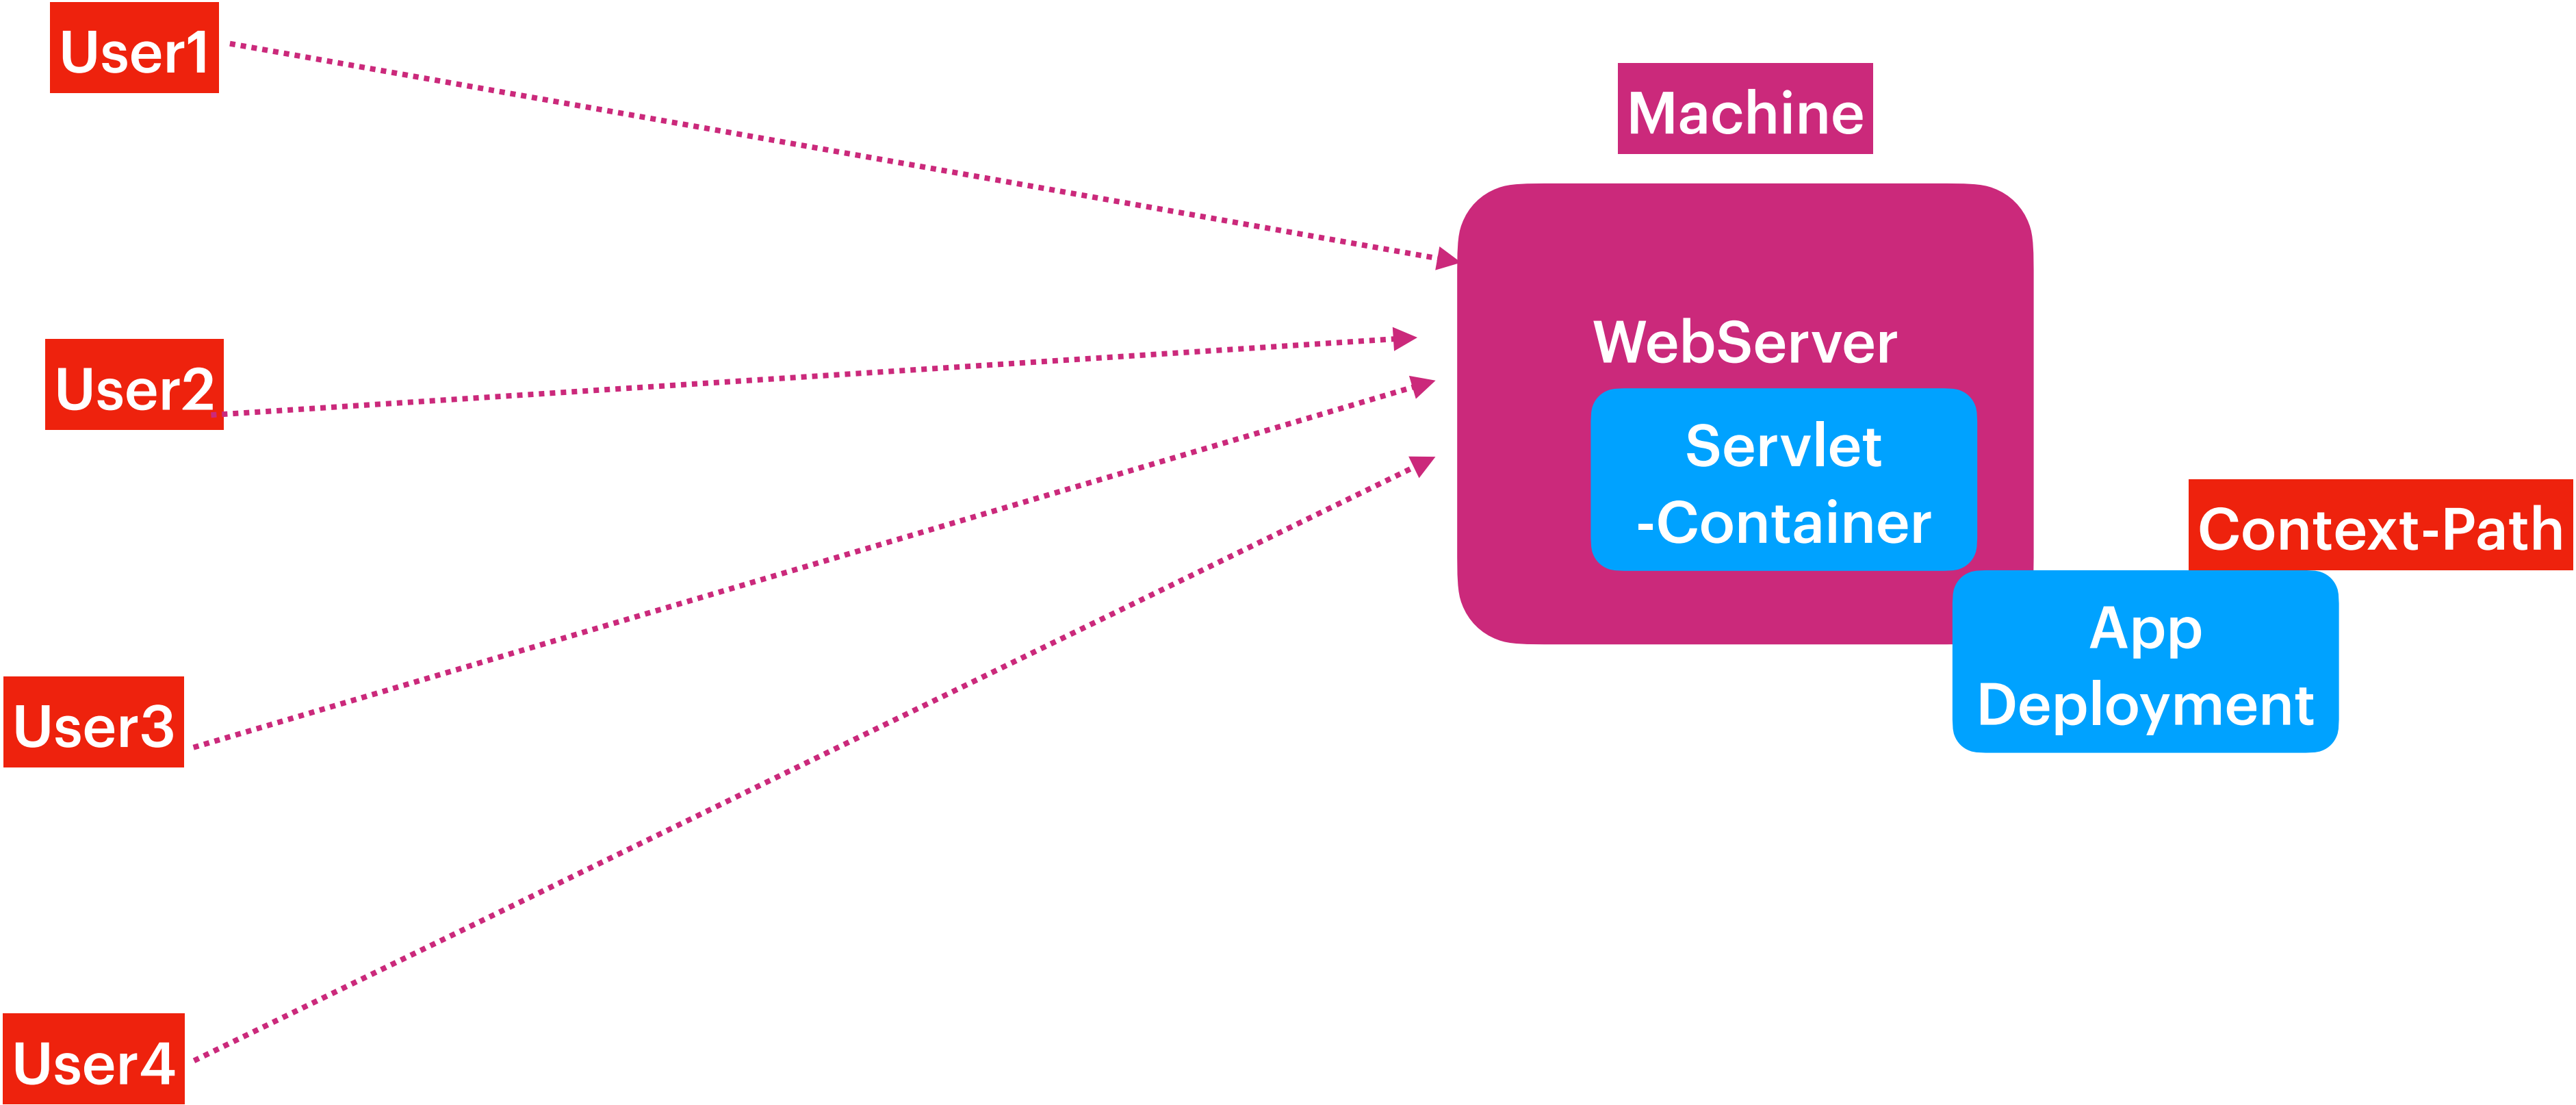 User1
Machine
User2
WebServer
Servlet
-Container
Context-Path
App
Deployment
User3
User4